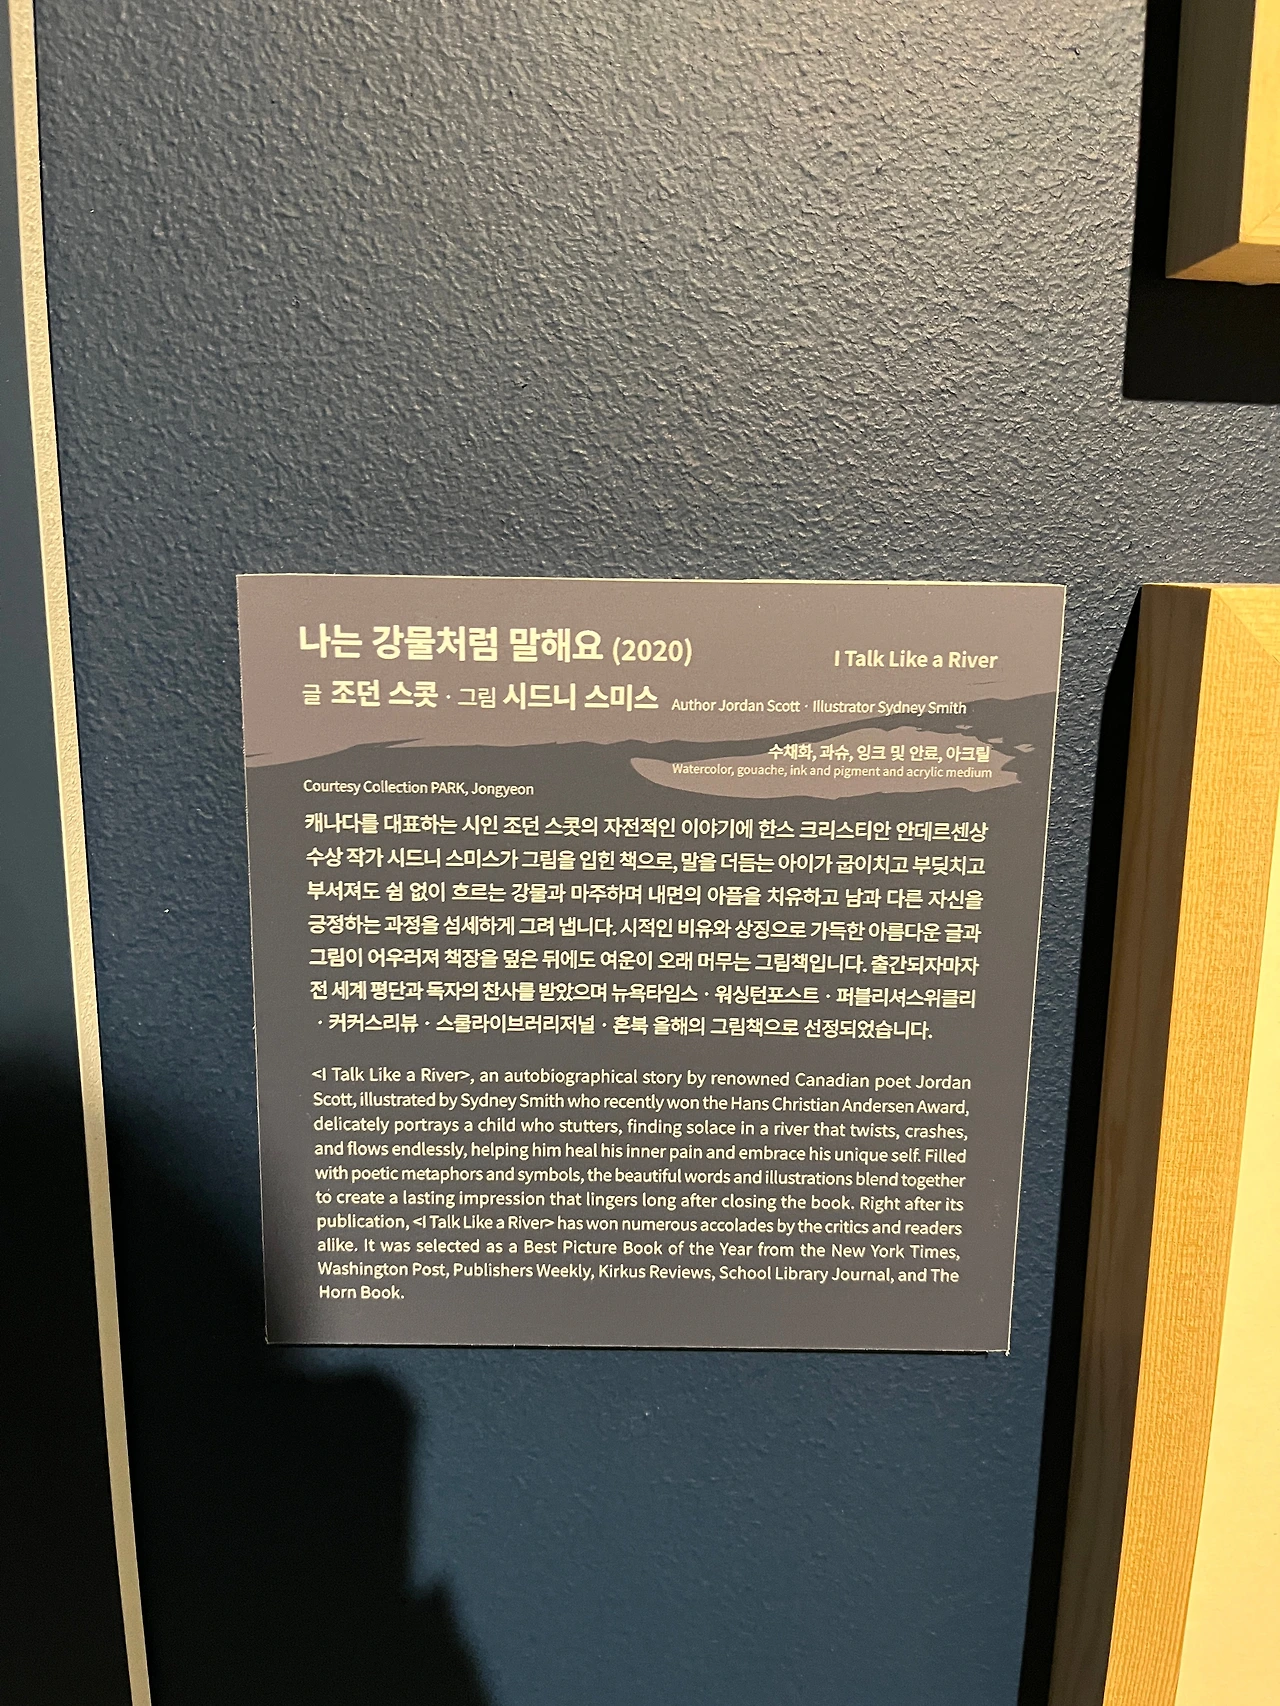 나는 강물처럼 말해요 (2020)
I Talk Like a River
글 조던 스콧 · 그림 시드니 스미스 Author Jordan Scott · Illustrator Sydney Smith
수채화, 과슈, 잉크 및 안료, 아크릴
Watercolor, gouache, ink and pigment and acrylic medium
Courtesy Collection PARK, Jongyeon
캐나다를 대표하는 시인 조던 스콧의 자전적인 이야기에 한스 크리스티안 안데르센상
수상 작가 시드니 스미스가 그림을 입힌 책으로, 말을 더듬는 아이가 굽이치고 부딪치고
부서져도 쉼 없이 흐르는 강물과 마주하며 내면의 아픔을 치유하고 남과 다른 자신을
긍정하는 과정을 섬세하게 그려 냅니다. 시적인 비유와 상징으로 가득한 아름다운 글과
그림이 어우러져 책장을 덮은 뒤에도 여운이 오래 머무는 그림책입니다. 출간되자마자
전 세계 평단과 독자의 찬사를 받았으며 뉴욕타임스 · 워싱턴포스트 · 퍼블리셔스위클리
· 커커스리뷰 · 스쿨라이브러리저널 · 혼북 올해의 그림책으로 선정되었습니다.
<I Talk Like a River>, an autobiographical story by renowned Canadian poet Jordan
Scott, illustrated by Sydney Smith who recently won the Hans Christian Andersen Award,
delicately portrays a child who stutters, finding solace in a river that twists, crashes,
and flows endlessly, helping him heal his inner pain and embrace his unique self. Filled
with poetic metaphors and symbols, the beautiful words and illustrations blend together
to create a lasting impression that lingers long after closing the book. Right after its
publication, <I Talk Like a River> has won numerous accolades by the critics and readers
alike. It was selected as a Best Picture Book of the Year from the New York Times,
Washington Post, Publishers Weekly, Kirkus Reviews, School Library Journal, and The
Horn Book.